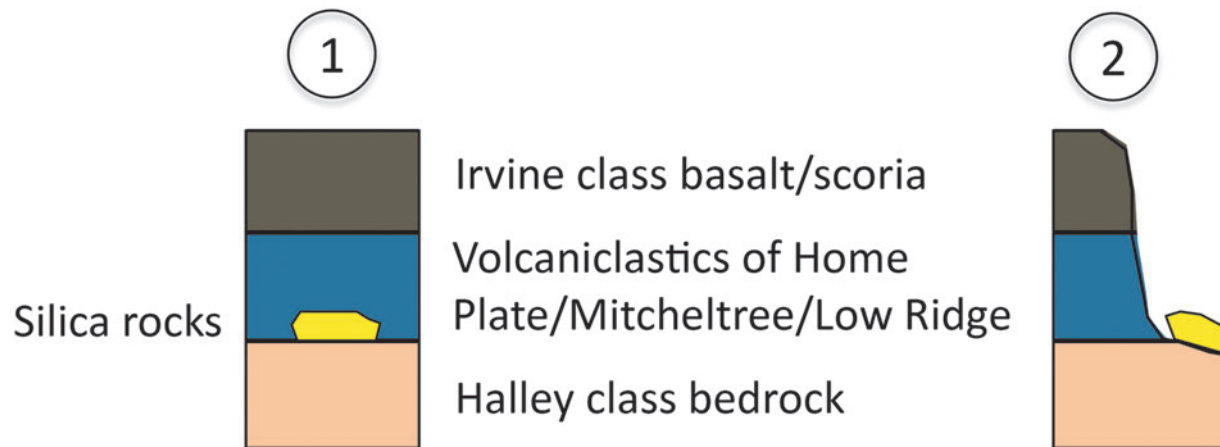 1
2
Irvine class basalt/scoria
Volcaniclastics of Home
Plate/Mitcheltree/Low Ridge
Silica rocks
Halley class bedrock